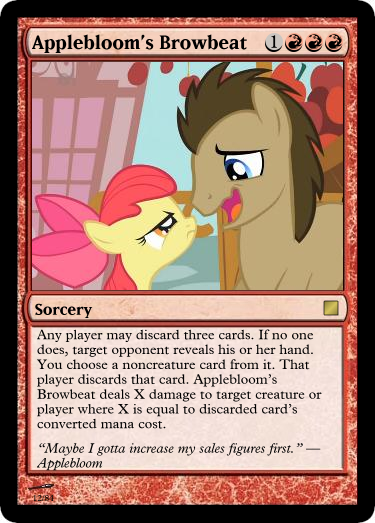 Applebloom's Browbeat 1
Sorcery
Any player may discard three cards. If no one
does, target opponent reveals his or her hand.
You choose a noncreature card from it. That
player discards that card. Applebloom's
Browbeat deals X damage to target creature or
player where X is equal to discarded card's
converted mana cost.
“Maybe I gotta increase my sales figures first.” —
Applebloom